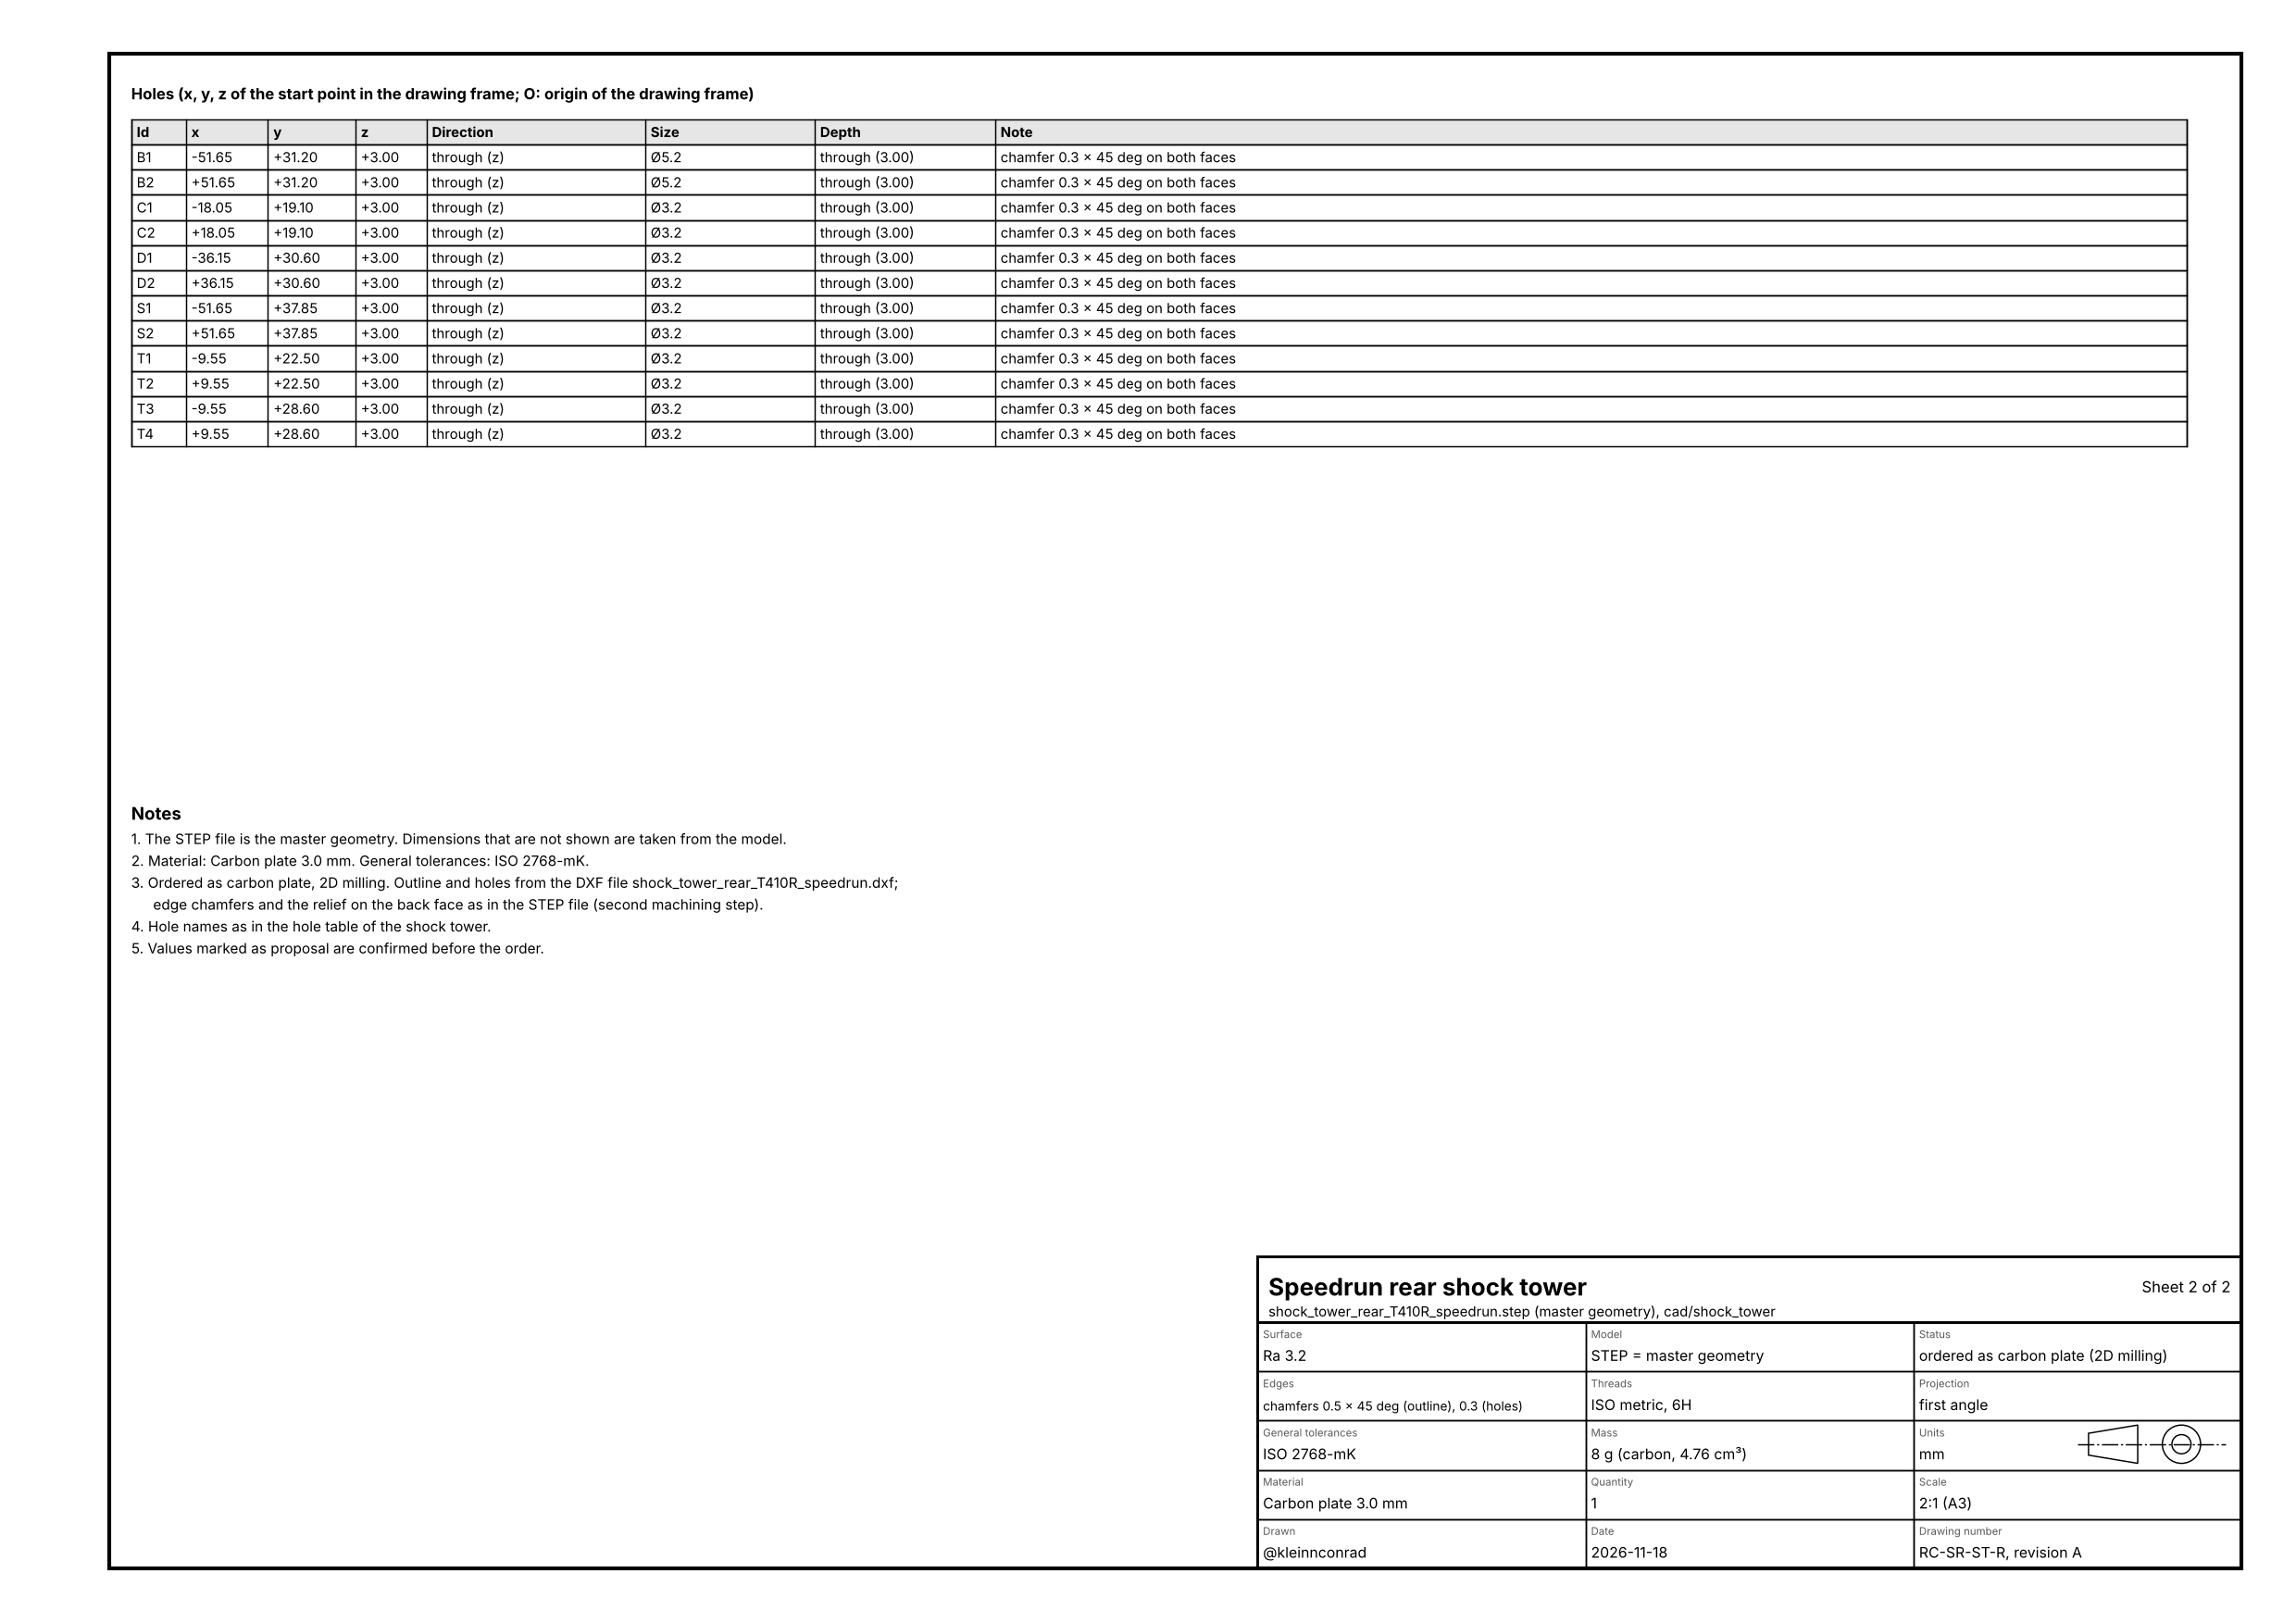 Holes (x, y, z of the start point in the drawing frame; O: origin of the drawing frame)
Id x y z Direction Size Depth Note
B1 -51.65 +31.20 +3.00 through (z) Ø5.2 through (3.00) chamfer 0.3 × 45 deg on both faces
B2 +51.65 +31.20 +3.00 through (z) Ø5.2 through (3.00) chamfer 0.3 × 45 deg on both faces
C1 -18.05 +19.10 +3.00 through (z) Ø3.2 through (3.00) chamfer 0.3 × 45 deg on both faces
C2 +18.05 +19.10 +3.00 through (z) Ø3.2 through (3.00) chamfer 0.3 × 45 deg on both faces
D1 -36.15 +30.60 +3.00 through (z) Ø3.2 through (3.00) chamfer 0.3 × 45 deg on both faces
D2 +36.15 +30.60 +3.00 through (z) Ø3.2 through (3.00) chamfer 0.3 × 45 deg on both faces
S1 -51.65 +37.85 +3.00 through (z) Ø3.2 through (3.00) chamfer 0.3 × 45 deg on both faces
S2 +51.65 +37.85 +3.00 through (z) Ø3.2 through (3.00) chamfer 0.3 × 45 deg on both faces
T1 -9.55 +22.50 +3.00 through (z) Ø3.2 through (3.00) chamfer 0.3 × 45 deg on both faces
T2 +9.55 +22.50 +3.00 through (z) Ø3.2 through (3.00) chamfer 0.3 × 45 deg on both faces
T3 -9.55 +28.60 +3.00 through (z) Ø3.2 through (3.00) chamfer 0.3 × 45 deg on both faces
T4 +9.55 +28.60 +3.00 through (z) Ø3.2 through (3.00) chamfer 0.3 × 45 deg on both faces
Notes
1. The STEP file is the master geometry. Dimensions that are not shown are taken from the model.
2. Material: Carbon plate 3.0 mm. General tolerances: ISO 2768-mK.
3. Ordered as carbon plate, 2D milling. Outline and holes from the DXF file shock_tower_rear_T410R_speedrun.dxf;
edge chamfers and the relief on the back face as in the STEP file (second machining step).
4. Hole names as in the hole table of the shock tower.
5. Values marked as proposal are confirmed before the order.
Speedrun rear shock tower Sheet 2 of 2
shock_tower_rear_T410R_speedrun.step (master geometry), cad/shock_tower
Surface Model Status
Ra 3.2 STEP = master geometry ordered as carbon plate (2D milling)
Edges Threads Projection
chamfers 0.5 × 45 deg (outline), 0.3 (holes) ISO metric, 6H first angle
General tolerances Mass Units
ISO 2768-mK 8 g (carbon, 4.76 cm³) mm
Material Quantity Scale
Carbon plate 3.0 mm 1 2:1 (A3)
Drawn Date Drawing number
@kleinnconrad 2026-11-18 RC-SR-ST-R, revision A